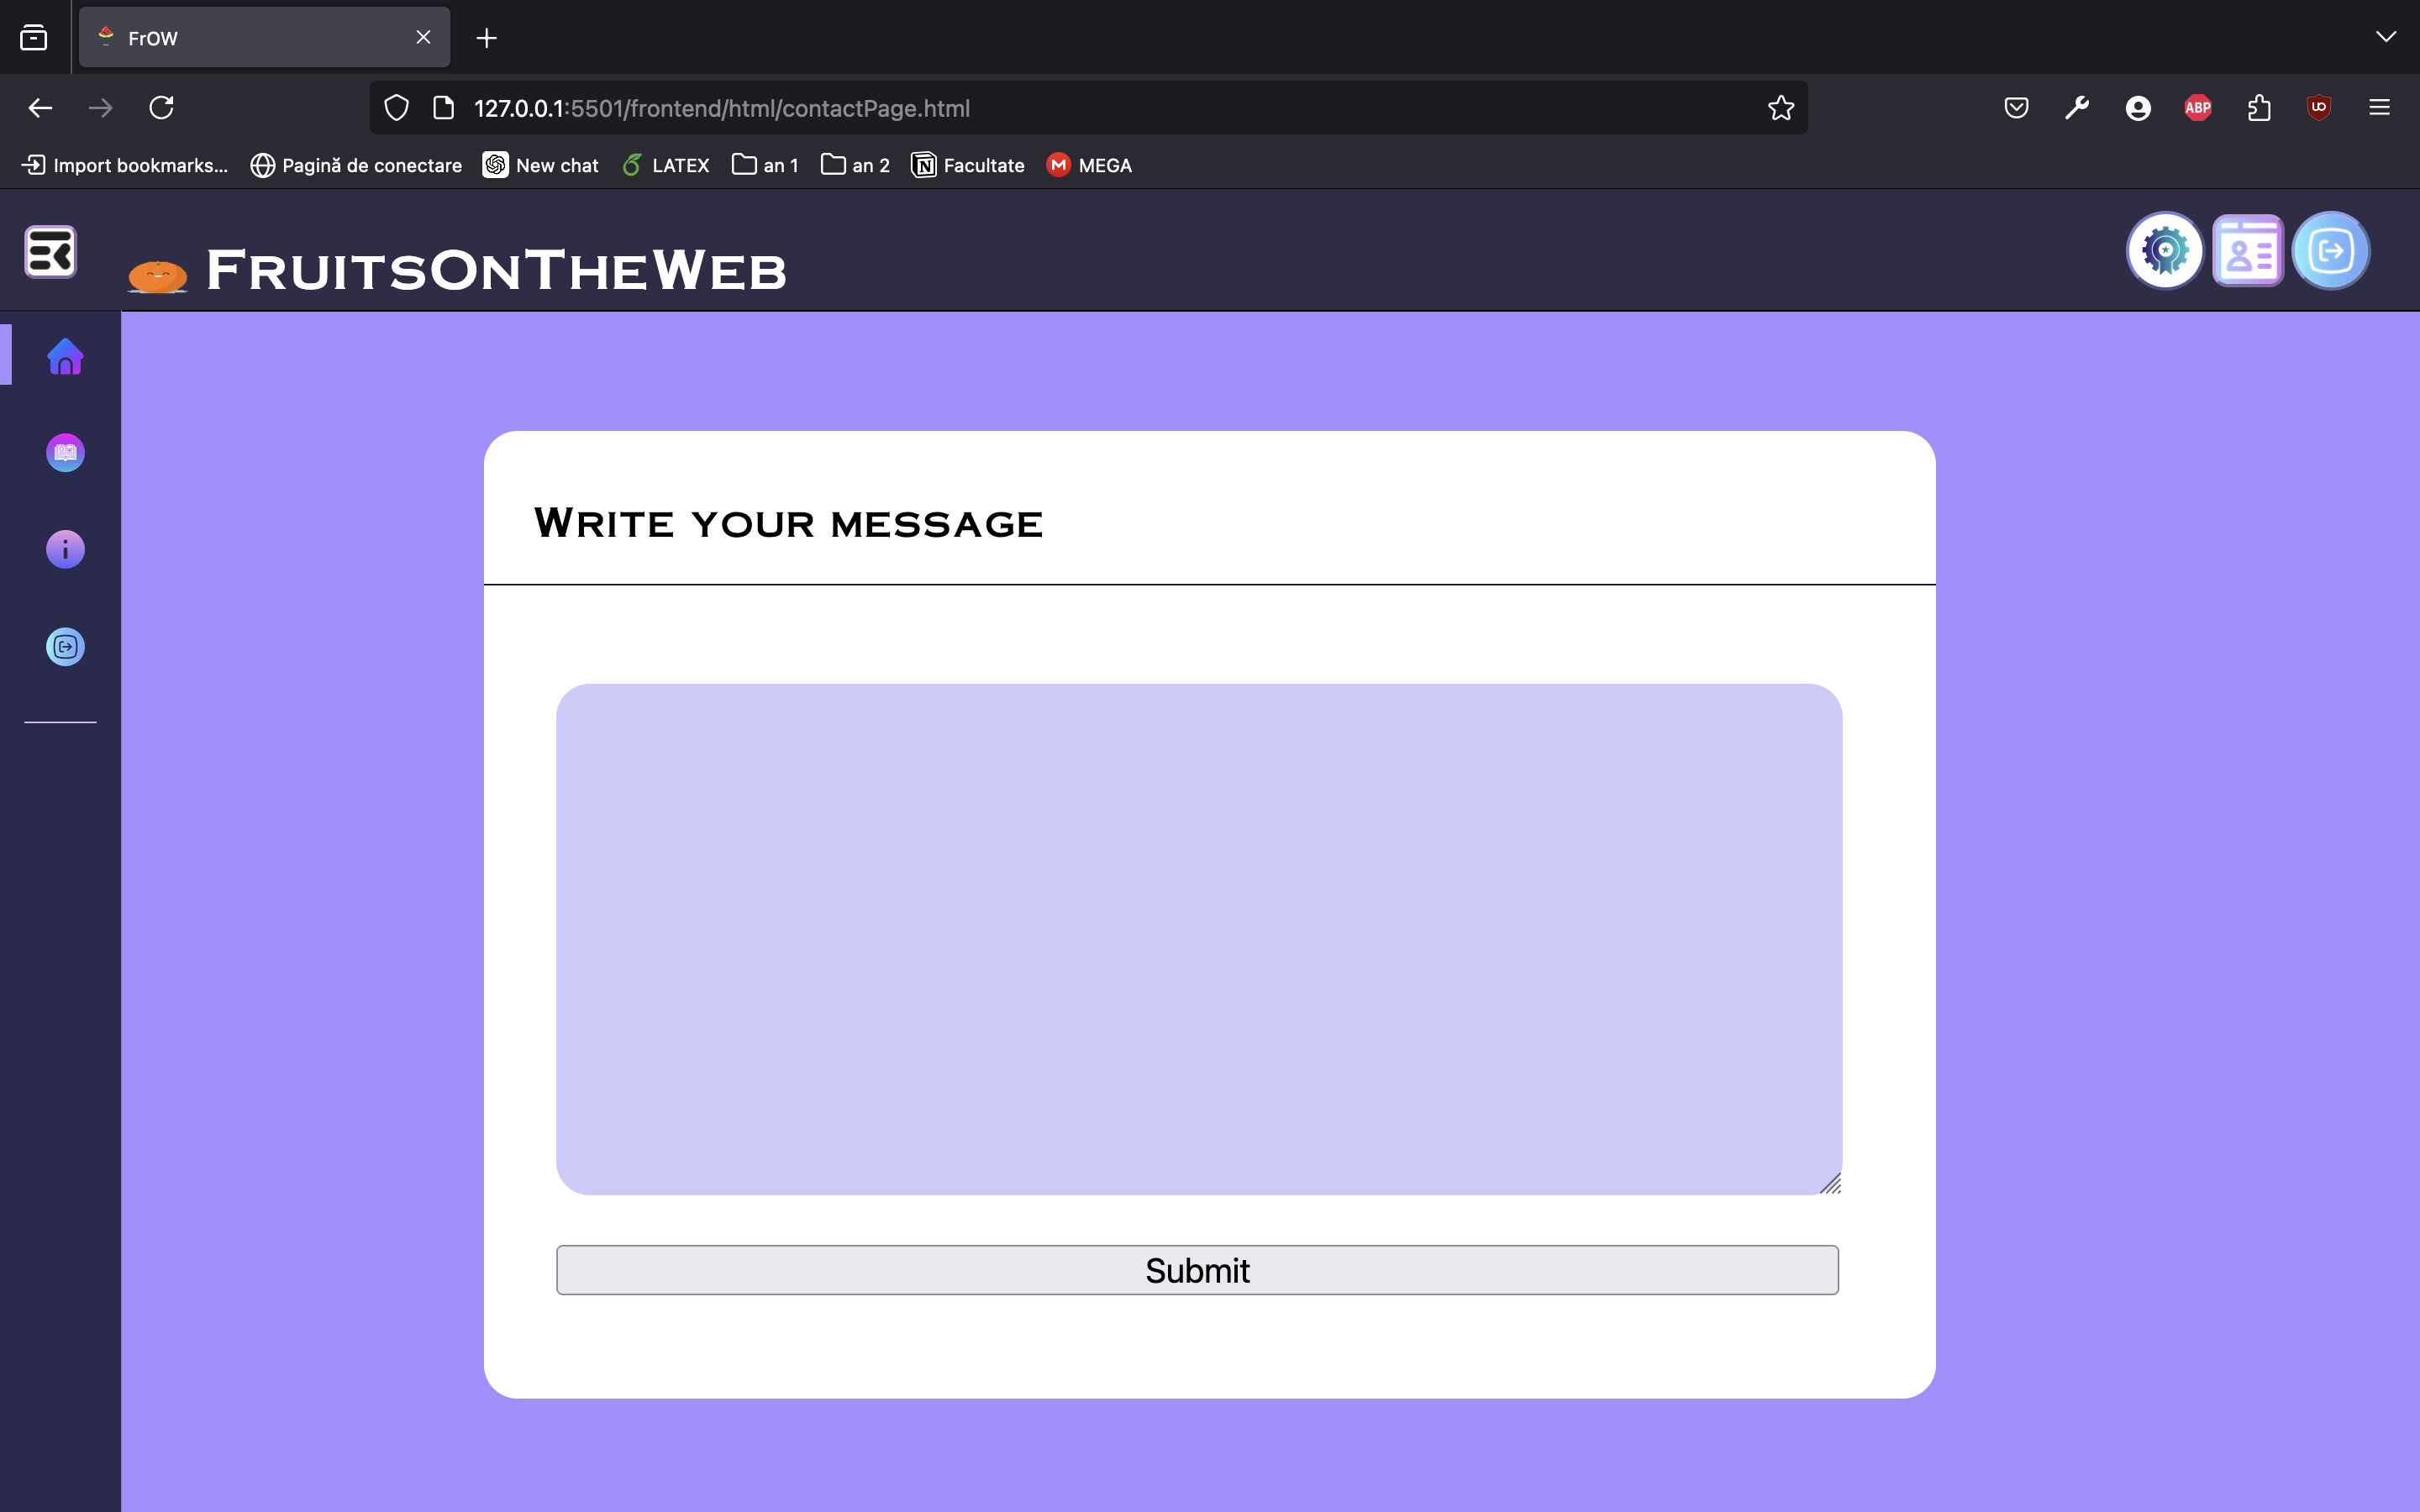 FrOW
127.0.0.1:5501/frontend/html/contactPage.html
ABP
Import bookmarks... Pagină de conectare New chat LATEX an 1 an 2 Facultate MEGA
FruitsOnTheWeb
Write your message
Submit